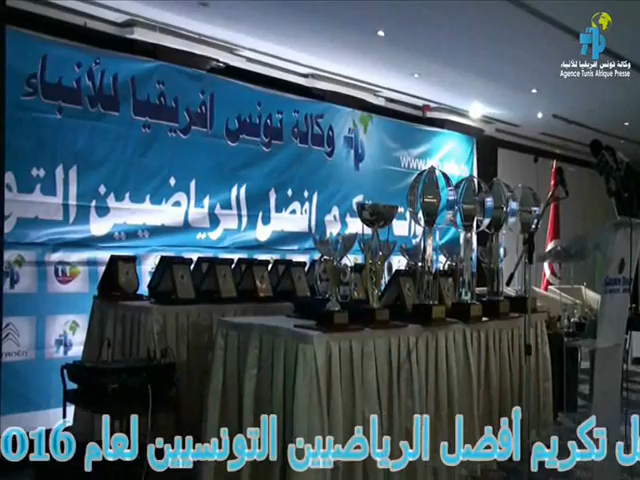 وكالة تونس افريقيا للأنباء
Agence Tunis Afrique Presse
وكالة تونس افريقيا للأنباء
www.
افضل الرياضيين
CITROËN
تكريم أفضل الرياضيين التونسيين لعام 016